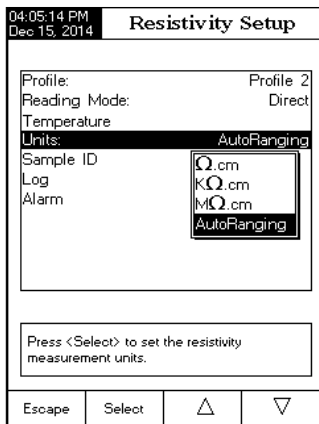 04:05:14 PM
Dec 15, 2014
Resistivity Setup
Profile: Profile 2
Reading Mode: Direct
Temperature
Units: AutoRanging
Sample ID
Log
Alarm
Ω.cm
KΩ.cm
MΩ.cm
AutoRanging
Press <Select> to set the resistivity
measurement units.
Escape Select △ ▽